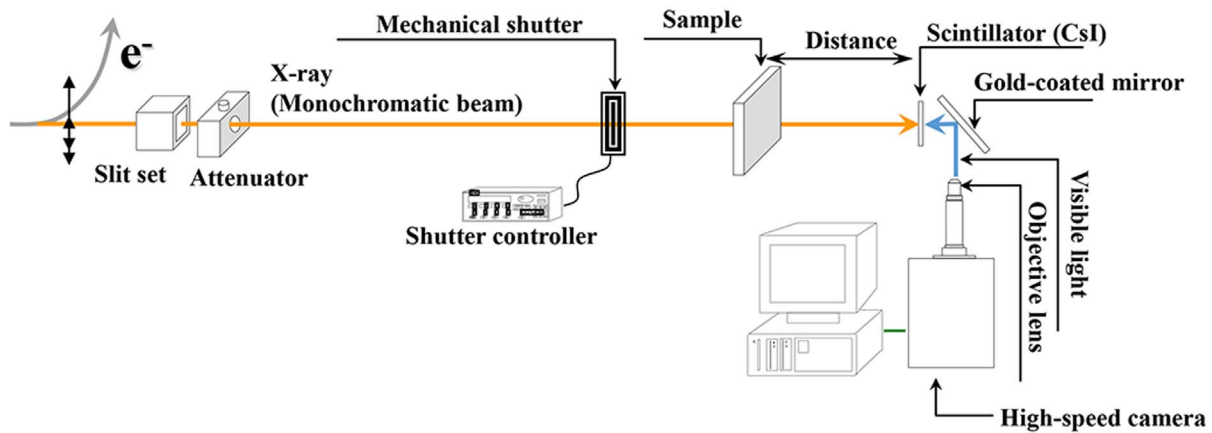 e-
Slit set
Attenuator
X-ray
(Monochromatic beam)
Mechanical shutter
Shutter controller
Sample
Distance
Scintillator (CsI)
Gold-coated mirror
Visible light
Objective lens
High-speed camera